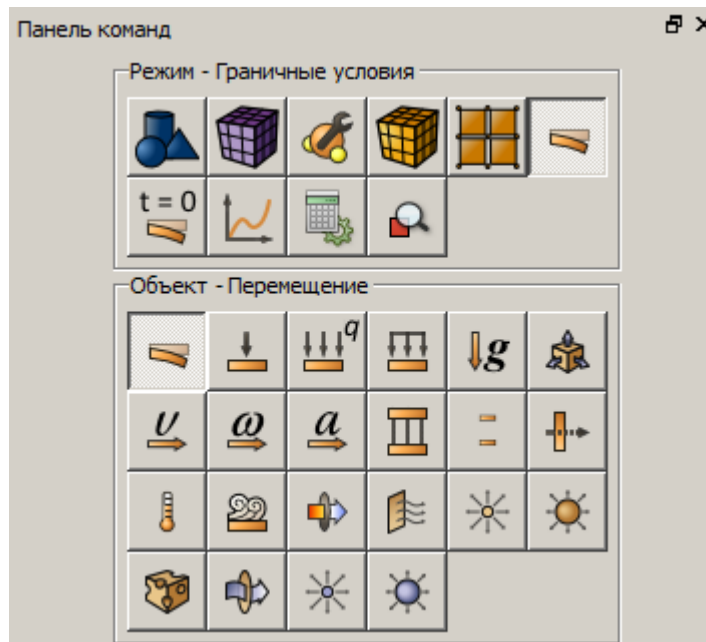 Панель команд
Режим - Граничные условия
t = 0
Объект - Перемещение
q
g
v
ω
a